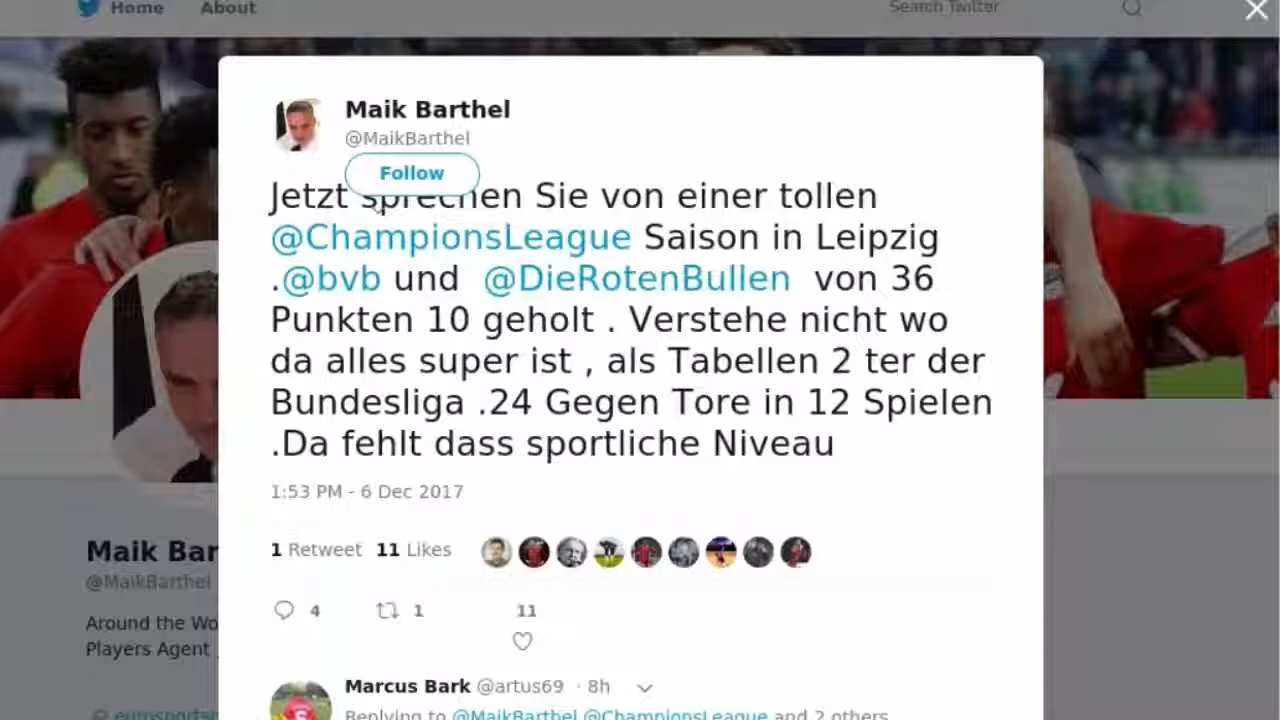 Home About Search Twitter
Maik Barthel
@MaikBarthel
Follow
Jetzt sprechen Sie von einer tollen
@ChampionsLeague Saison in Leipzig
.@bvb und @DieRotenBullen von 36
Punkten 10 geholt . Verstehe nicht wo
da alles super ist , als Tabellen 2 ter der
Bundesliga .24 Gegen Tore in 12 Spielen
.Da fehlt dass sportliche Niveau
1:53 PM - 6 Dec 2017
1 Retweet 11 Likes
4 1 11
Maik Bar
@MaikBarthel
Around the Wo
Players Agent
Marcus Bark @artus69 · 8h
Replying to @MaikBarthel @ChampionsLeague and 2 others